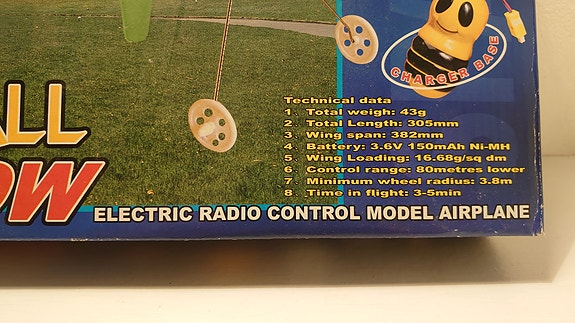 CHARGER BASE
ALL
OW
Technical data
1 Total weigh: 43g
2 Total Length: 305mm
3 Wing span: 382mm
4 Battery: 3.6V 150mAh Ni-MH
5 Wing Loading: 16.68g/sq dm
6 Control range: 80metres lower
7 Minimum wheel radius: 3.8m
8 Time in flight: 3-5min
ELECTRIC RADIO CONTROL MODEL AIRPLANE